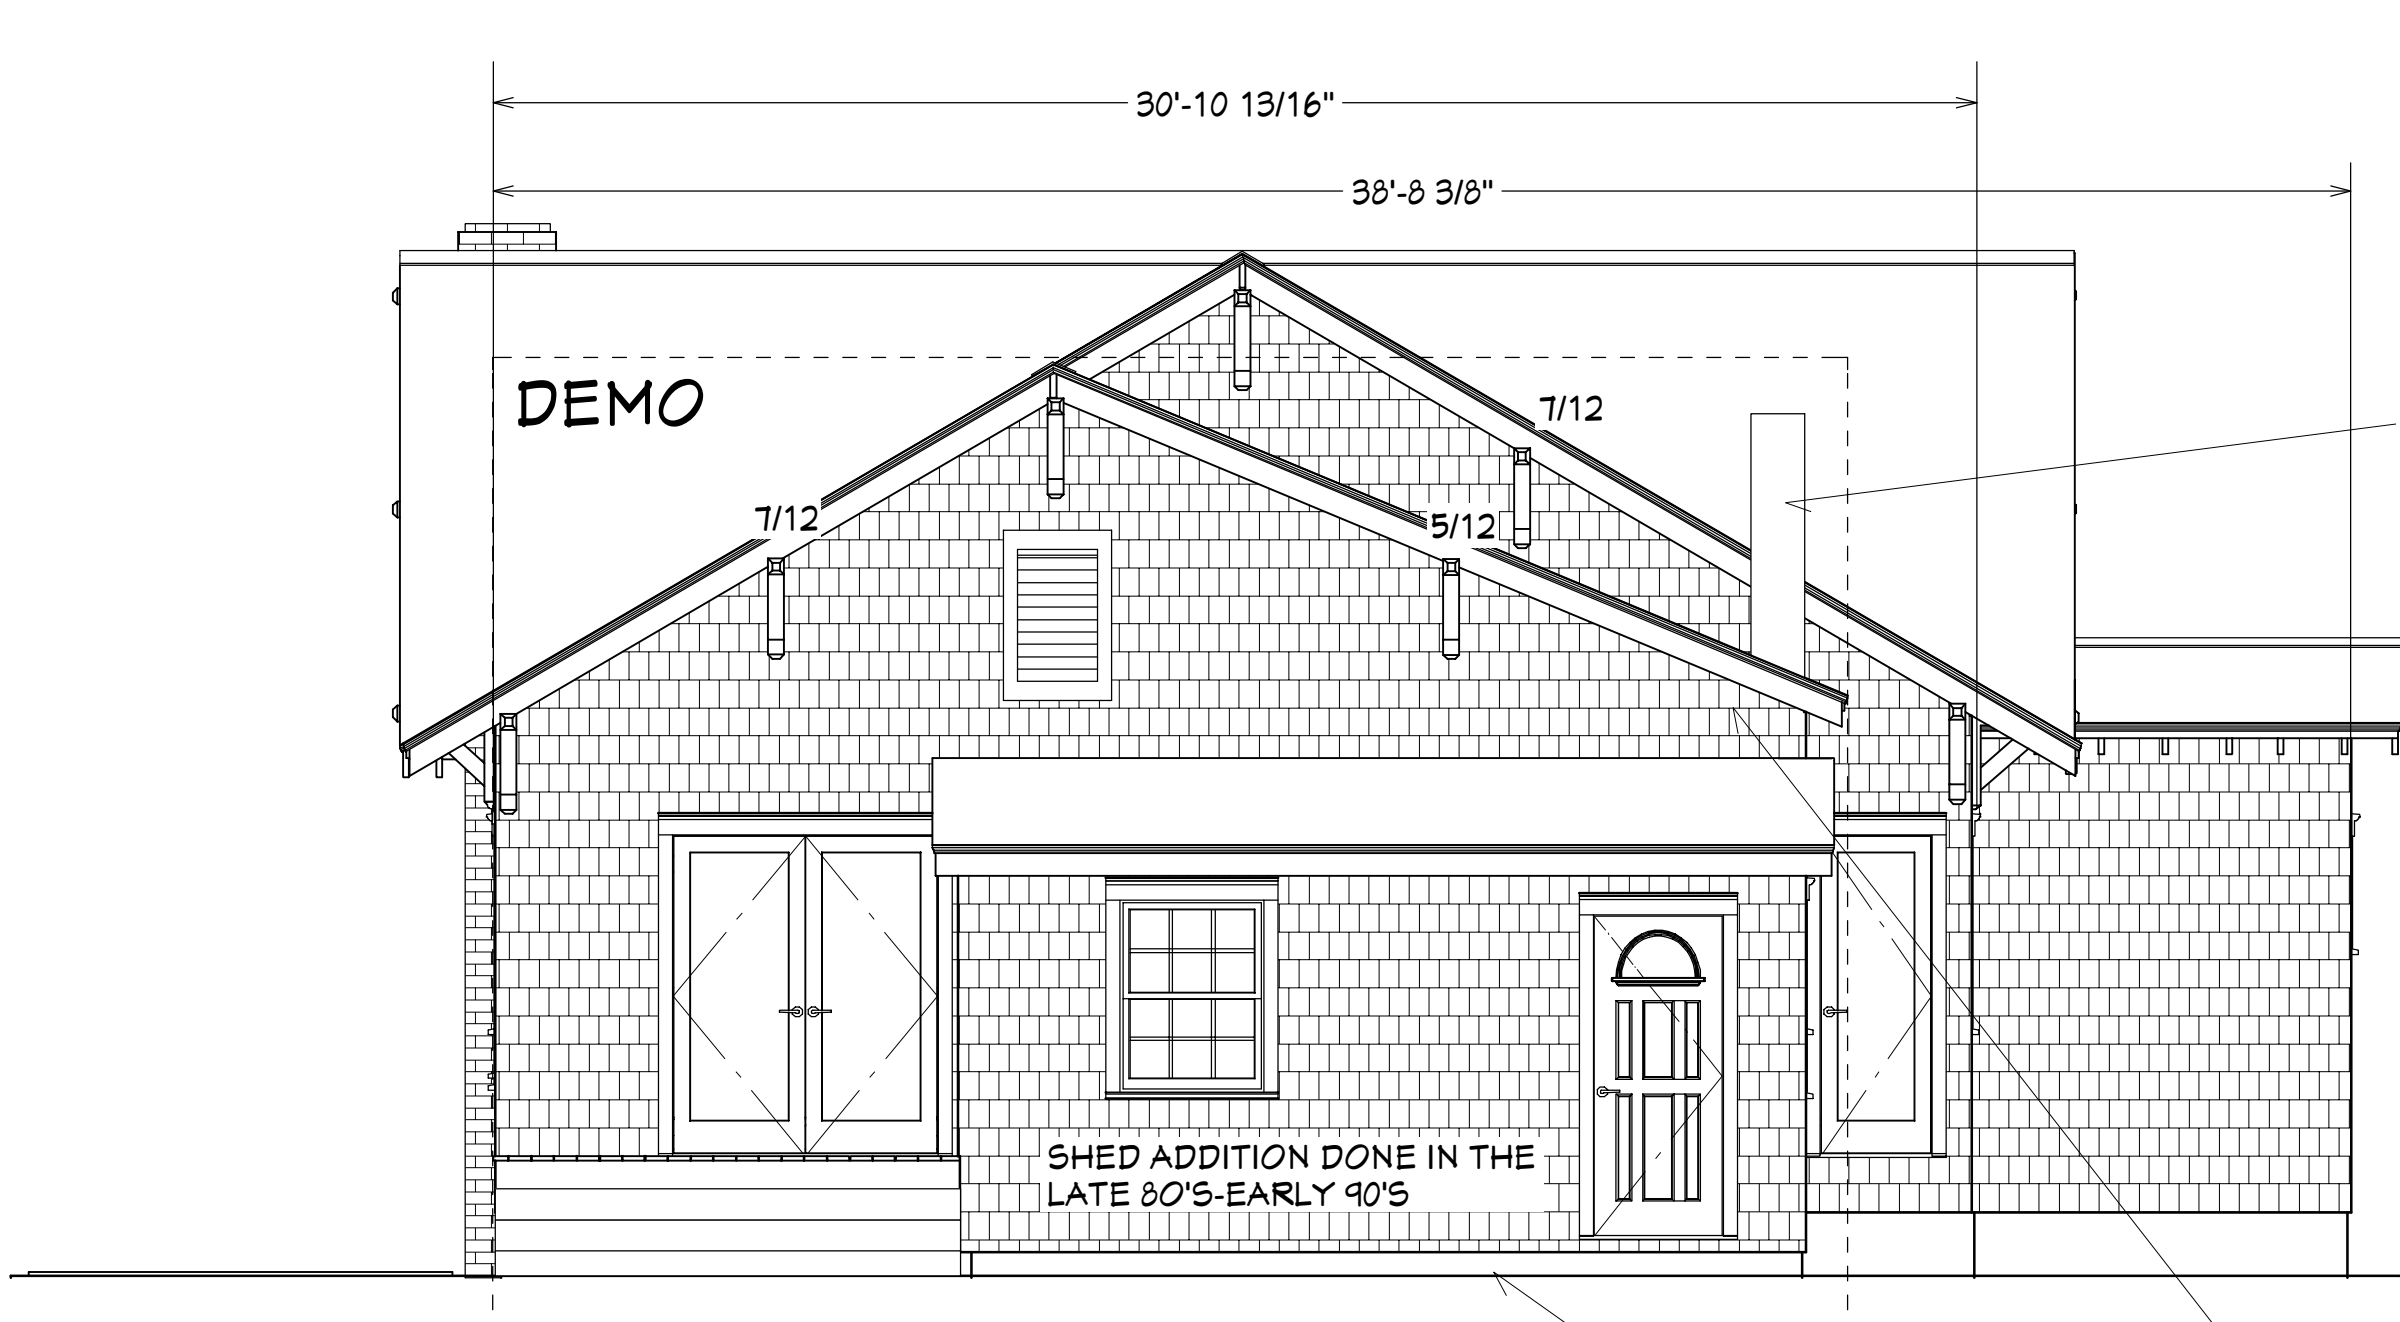 30'-10 13/16"
38'-8 3/8"
DEMO
7/12
7/12
5/12
SHED ADDITION DONE IN THE
LATE 80'S-EARLY 90'S